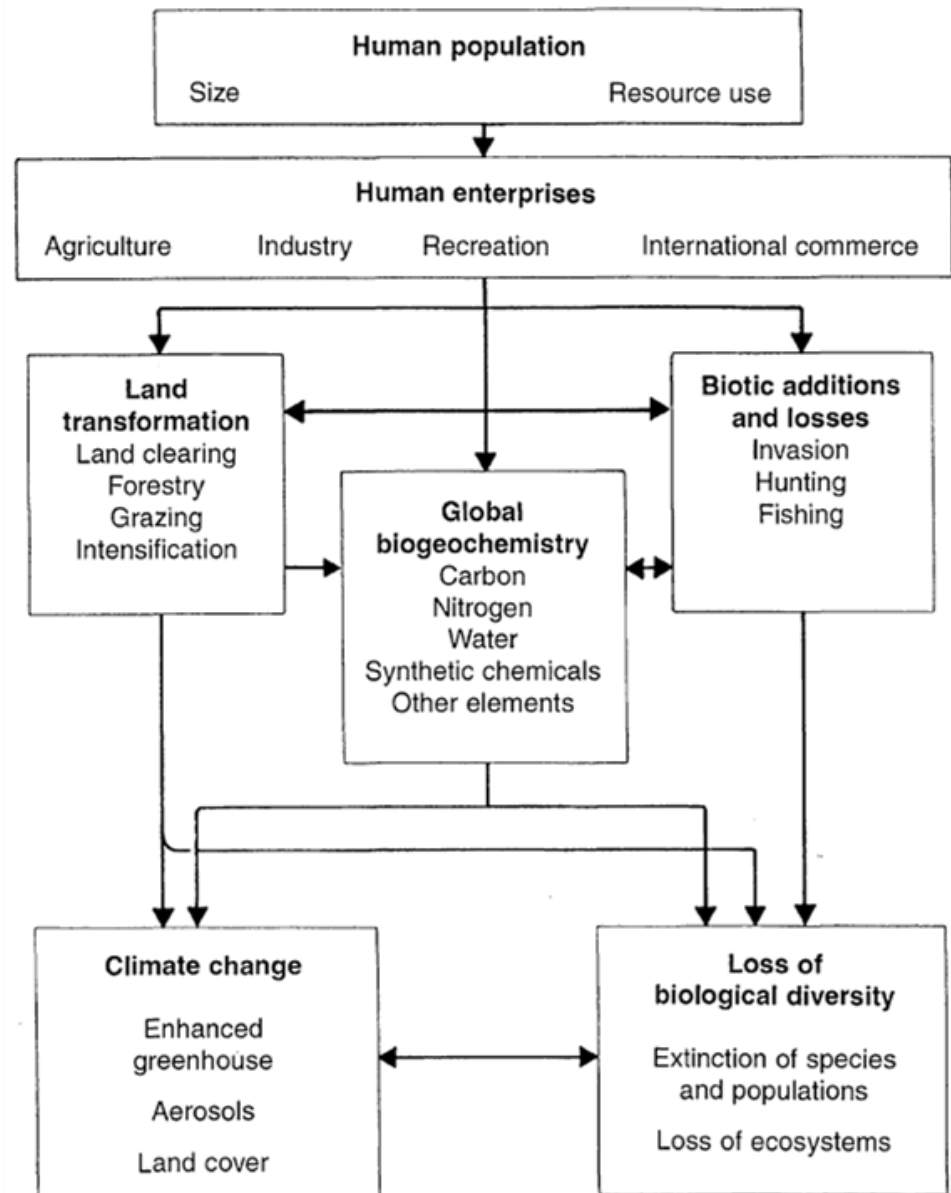 Human population
Size Resource use
Human enterprises
Agriculture Industry Recreation International commerce
Land
transformation
Land clearing
Forestry
Grazing
Intensification
Global
biogeochemistry
Carbon
Nitrogen
Water
Synthetic chemicals
Other elements
Biotic additions
and losses
Invasion
Hunting
Fishing
Climate change
Enhanced
greenhouse
Aerosols
Land cover
Loss of
biological diversity
Extinction of species
and populations
Loss of ecosystems